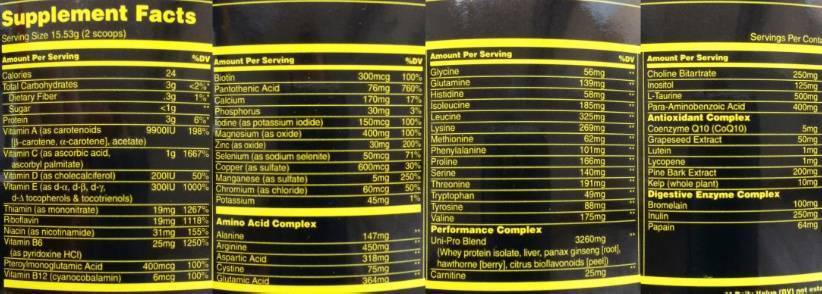 Supplement Facts
Serving Size 15.53g (2 scoops)
Amount Per Serving %DV
Calories 24
Total Carbohydrates 3g <2%*
Dietary Fiber .3g 1%*
Sugar <1g **
Protein 3g 6%*
Vitamin A (as carotenoids 9900IU 198%
[β-carotene, α-carotene], acetate)
Vitamin C (as ascorbic acid, 1g 1667%
ascorbyl palmitate)
Vitamin D (as cholecalciferol) 200IU 50%
Vitamin E (as d-α, d-β, d-γ, 300IU 1000%
d-Δ tocopherols & tocotrienols)
Thiamin (as mononitrate) 19mg 1267%
Riboflavin 19mg 1118%
Niacin (as nicotinamide) 31mg 155%
Vitamin B6 25mg 1250%
(as pyridoxine HCl)
Pteroylmonoglutamic Acid 400mcg 100%
Vitamin B12 (cyanocobalamin) 6mcg 100%
Amount Per Serving %DV
Biotin 300mcg 100%
Pantothenic Acid 76mg 760%
Calcium 170mg 17%
Phosphorus 30mg 3%
Iodine (as potassium iodide) 150mcg 100%
Magnesium (as oxide) 400mg 100%
Zinc (as oxide) 30mg 200%
Selenium (as sodium selenite) 50mcg 71%
Copper (as sulfate) 600mcg 30%
Manganese (as sulfate) 5mg 250%
Chromium (as chloride) 60mcg 50%
Potassium 45mg 1%
Amino Acid Complex
Alanine 147mg **
Arginine 450mg **
Aspartic Acid 318mg **
Cystine 75mg **
Glutamic Acid 364mg **
Amount Per Serving %DV
Glycine 56mg **
Glutamine 139mg **
Histidine 58mg **
Isoleucine 185mg **
Leucine 325mg **
Lysine 269mg **
Methionine 62mg **
Phenylalanine 101mg **
Proline 166mg **
Serine 140mg **
Threonine 191mg **
Tryptophan 49mg **
Tyrosine 88mg **
Valine 175mg **
Performance Complex
Uni-Pro Blend 3260mg **
(Whey protein isolate, liver, panax ginseng [root],
hawthorne [berry], citrus bioflavonoids [peel])
Carnitine 25mg **
Servings Per Conta
Amount Per Serving
Choline Bitartrate 250mg
Inositol 125mg
L-Taurine 500mg
Para-Aminobenzoic Acid 400mg
Antioxidant Complex
Coenzyme Q10 (CoQ10) 5mg
Grapeseed Extract 50mg
Lutein 1mg
Lycopene 1mg
Pine Bark Extract 200mg
Kelp (whole plant) 10mg
Digestive Enzyme Complex
Bromelain 100mg
Inulin 250mg
Papain 64mg
** Daily Value (DV) not esta